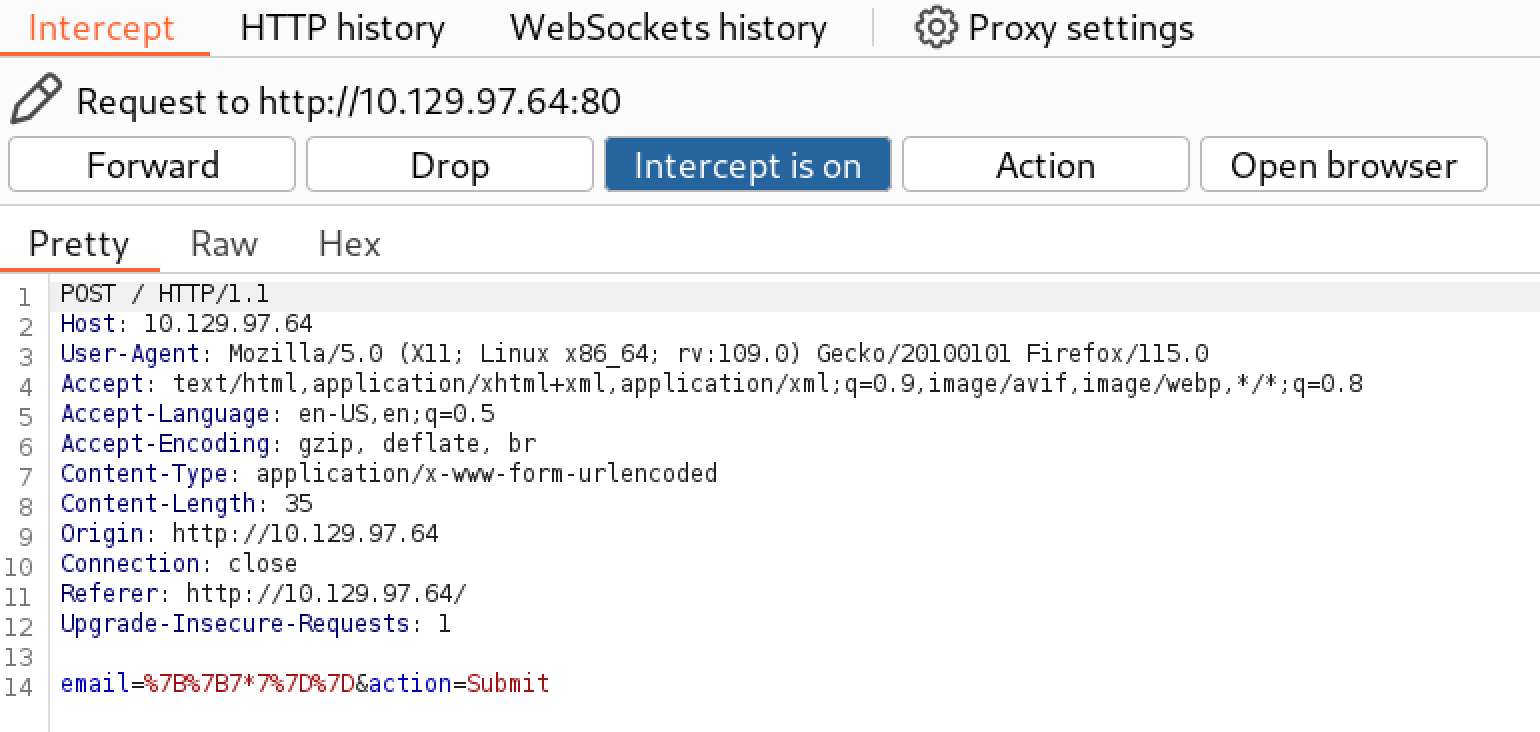 Intercept HTTP history WebSockets history Proxy settings
Request to http://10.129.97.64:80
Forward Drop Intercept is on Action Open browser
Pretty Raw Hex
1 POST / HTTP/1.1
2 Host: 10.129.97.64
3 User-Agent: Mozilla/5.0 (X11; Linux x86_64; rv:109.0) Gecko/20100101 Firefox/115.0
4 Accept: text/html,application/xhtml+xml,application/xml;q=0.9,image/avif,image/webp,*/*;q=0.8
5 Accept-Language: en-US,en;q=0.5
6 Accept-Encoding: gzip, deflate, br
7 Content-Type: application/x-www-form-urlencoded
8 Content-Length: 35
9 Origin: http://10.129.97.64
10 Connection: close
11 Referer: http://10.129.97.64/
12 Upgrade-Insecure-Requests: 1
13
14 email=%7B%7B7*7%7D%7D&action=Submit